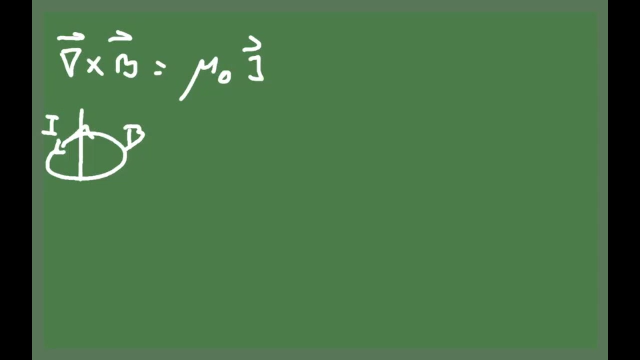 ∇⃗ × B⃗ = μ₀ J⃗
I B